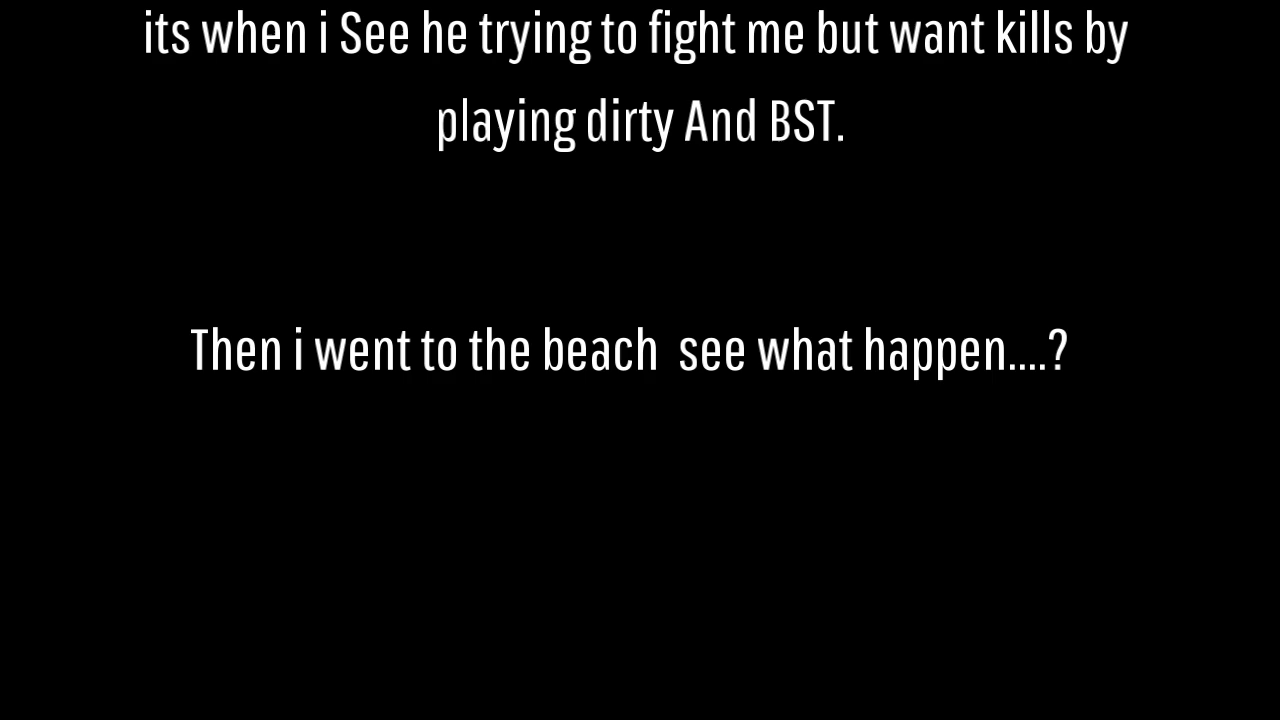 its when i See he trying to fight me but want kills by
playing dirty And BST.
Then i went to the beach  see what happen....?